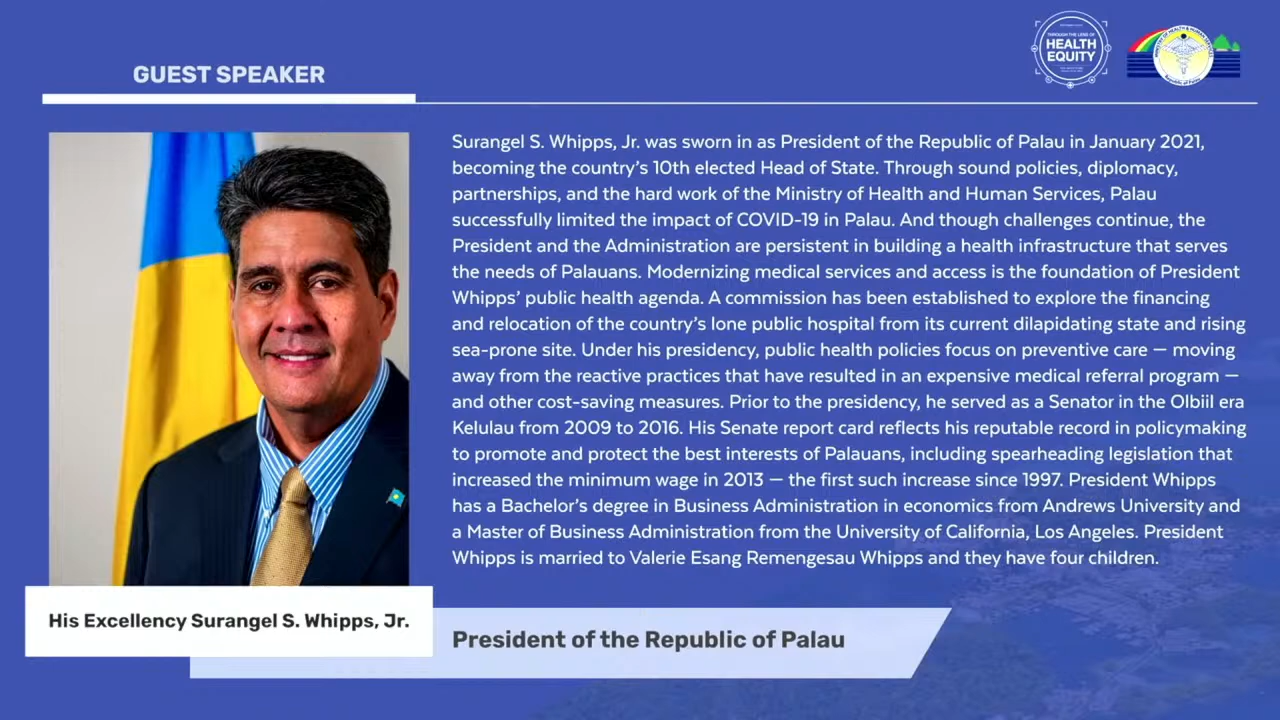 GUEST SPEAKER
THROUGH THE LENS OF
HEALTH
EQUITY
MINISTRY OF HEALTH & HUMAN SERVICES
Republic of Palau
Surangel S. Whipps, Jr. was sworn in as President of the Republic of Palau in January 2021,
becoming the country's 10th elected Head of State. Through sound policies, diplomacy,
partnerships, and the hard work of the Ministry of Health and Human Services, Palau
successfully limited the impact of COVID-19 in Palau. And though challenges continue, the
President and the Administration are persistent in building a health infrastructure that serves
the needs of Palauans. Modernizing medical services and access is the foundation of President
Whipps' public health agenda. A commission has been established to explore the financing
and relocation of the country's lone public hospital from its current dilapidating state and rising
sea-prone site. Under his presidency, public health policies focus on preventive care — moving
away from the reactive practices that have resulted in an expensive medical referral program —
and other cost-saving measures. Prior to the presidency, he served as a Senator in the Olbiil era
Kelulau from 2009 to 2016. His Senate report card reflects his reputable record in policymaking
to promote and protect the best interests of Palauans, including spearheading legislation that
increased the minimum wage in 2013 — the first such increase since 1997. President Whipps
has a Bachelor's degree in Business Administration in economics from Andrews University and
a Master of Business Administration from the University of California, Los Angeles. President
Whipps is married to Valerie Esang Remengesau Whipps and they have four children.
His Excellency Surangel S. Whipps, Jr.
President of the Republic of Palau